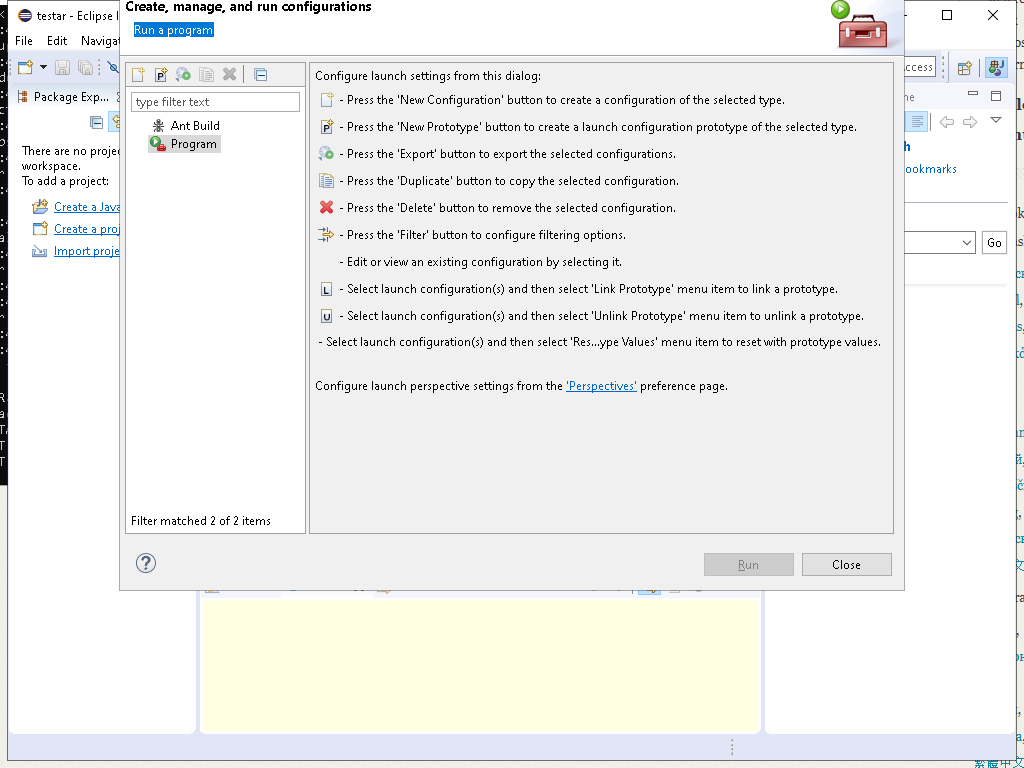 testar - Eclipse I
File Edit Navigat
Create, manage, and run configurations
Run a program
Package Exp...
There are no projec
workspace.
To add a project:
Create a Java
Create a proj
Import proje
type filter text
Ant Build
Program
Filter matched 2 of 2 items
Configure launch settings from this dialog:
- Press the 'New Configuration' button to create a configuration of the selected type.
- Press the 'New Prototype' button to create a launch configuration prototype of the selected type.
- Press the 'Export' button to export the selected configurations.
- Press the 'Duplicate' button to copy the selected configuration.
- Press the 'Delete' button to remove the selected configuration.
- Press the 'Filter' button to configure filtering options.
- Edit or view an existing configuration by selecting it.
L - Select launch configuration(s) and then select 'Link Prototype' menu item to link a prototype.
U - Select launch configuration(s) and then select 'Unlink Prototype' menu item to unlink a prototype.
- Select launch configuration(s) and then select 'Res...ype Values' menu item to reset with prototype values.
Configure launch perspective settings from the 'Perspectives' preference page.
Run
Close
ccess
ookmarks
Go
繁體中文